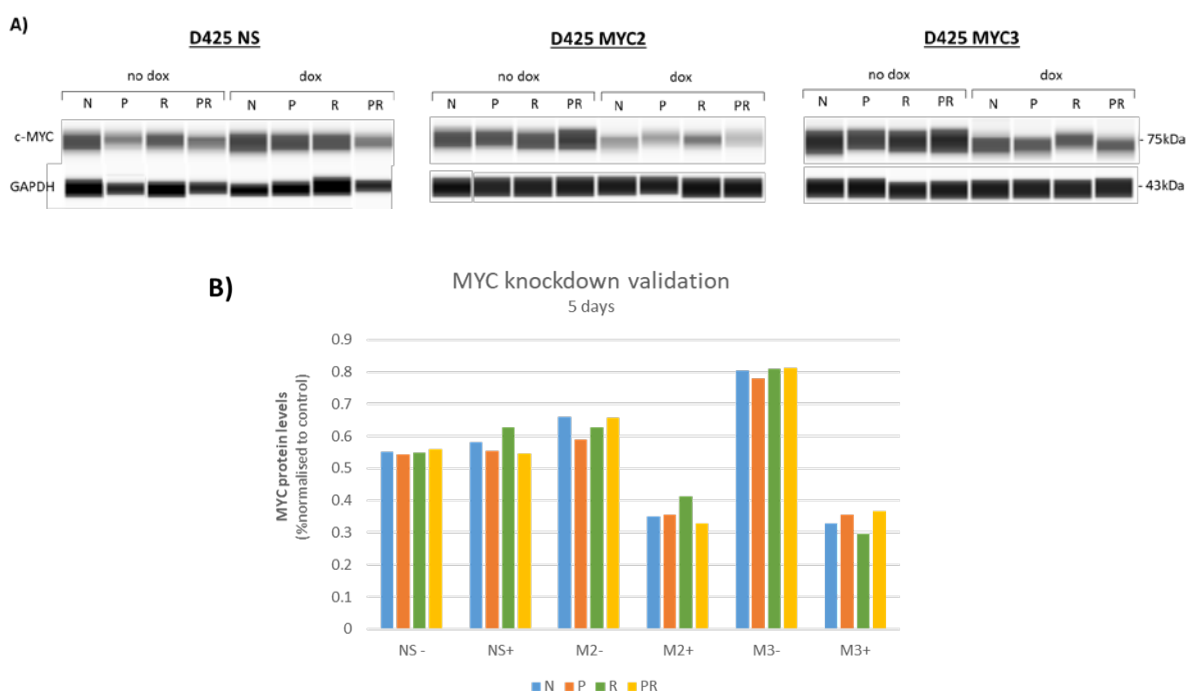 A)
D425 NS
D425 MYC2
D425 MYC3
no dox dox
no dox dox
no dox dox
N P R PR N P R PR
N P R PR N P R PR
N P R PR N P R PR
c-MYC
- 75kDa
GAPDH
- 43kDa
B)
MYC knockdown validation
5 days
MYC protein levels
(%normalised to control)
0.9
0.8
0.7
0.6
0.5
0.4
0.3
0.2
0.1
0
NS - NS+ M2- M2+ M3- M3+
N P R PR